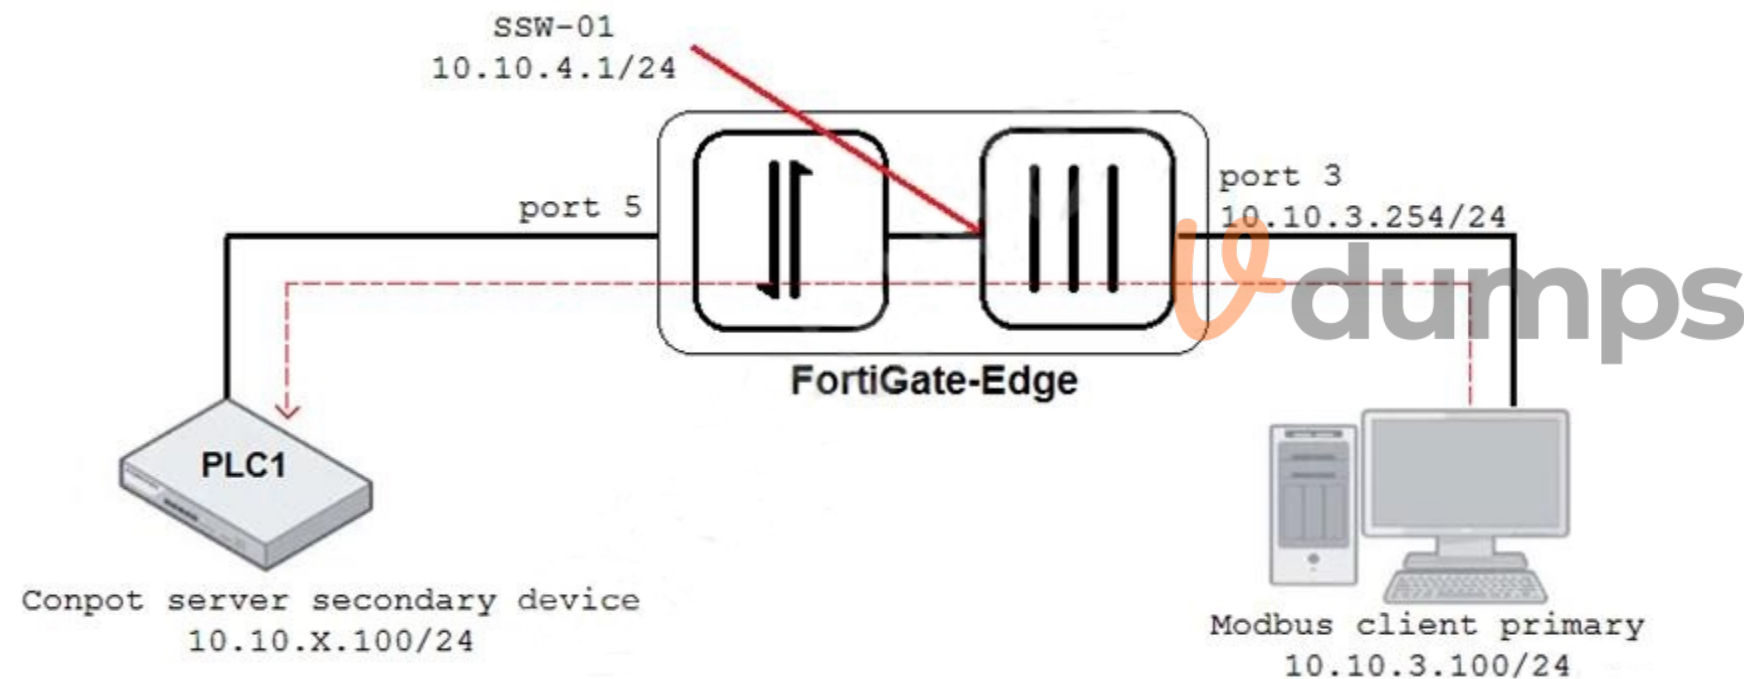 SSW-01
10.10.4.1/24
port 5
port 3
10.10.3.254/24
dumps
FortiGate-Edge
PLC1
Conpot server secondary device
10.10.X.100/24
Modbus client primary
10.10.3.100/24